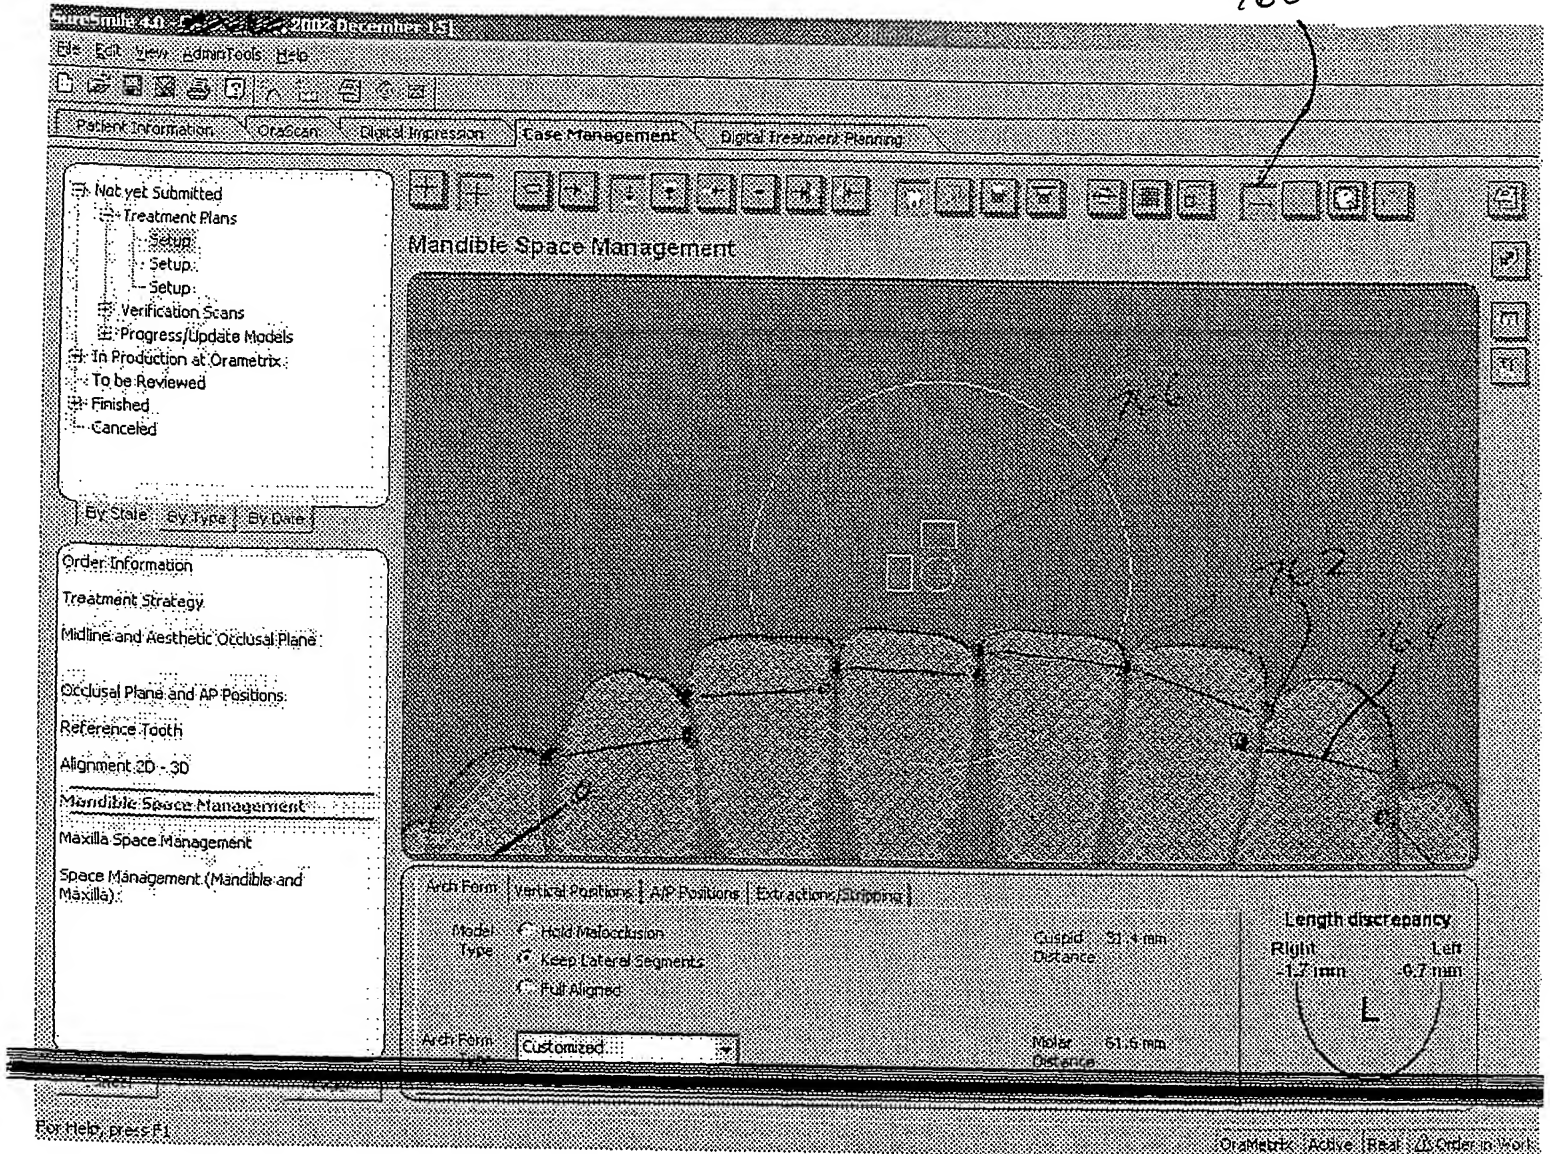 SureSmile 4.0 - 2002 December 15]
File Edit View AdminTools Help
Patient Information OraScan Digital Impression Case Management Digital Treatment Planning
Not yet Submitted
Treatment Plans
Setup
Setup
Setup
Verification Scans
Progress/Update Models
In Production at Orametrix
To be Reviewed
Finished
Canceled
By State By Type By Date
Order Information
Treatment Strategy
Midline and Aesthetic Occlusal Plane
Occlusal Plane and AP Positions
Reference Tooth
Alignment 2D - 3D
Mandible Space Management
Maxilla Space Management
Space Management (Mandible and
Maxilla)
Mandible Space Management
Arch Form Vertical Positions A/P Positions Extractions/Stripping
Model
Type
Hold Malocclusion
Keep Lateral Segments
Full Aligned
Cuspid 31.4 mm
Distance
Arch Form
Type
Customized
Molar 51.6 mm
Distance
Length discrepancy
Right Left
-1.7 mm -0.7 mm
L
For Help, press F1
OraMetrix Active Real Order in Work